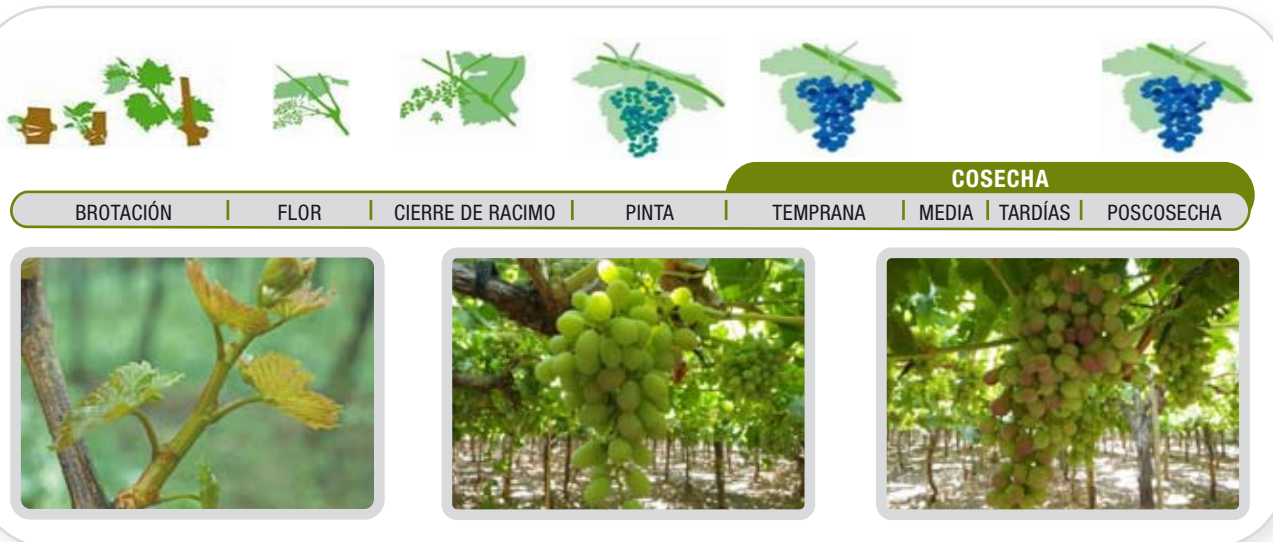 COSECHA
BROTACIÓN | FLOR | CIERRE DE RACIMO | PINTA | TEMPRANA | MEDIA | TARDÍAS | POSCOSECHA